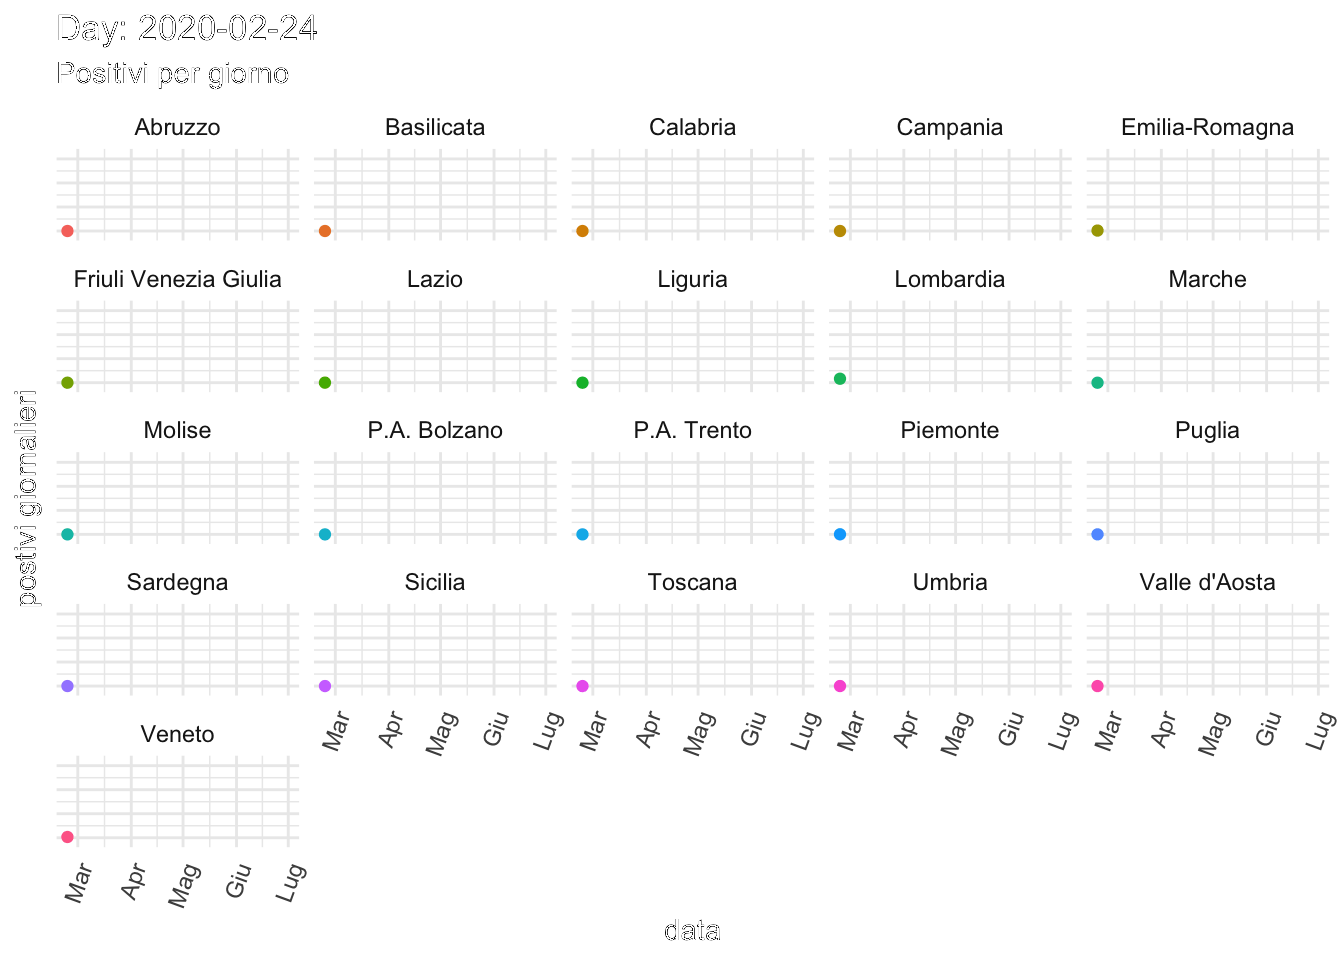 Day: 2020-02-24
Positivi per giorno
Abruzzo Basilicata Calabria Campania Emilia-Romagna
Friuli Venezia Giulia Lazio Liguria Lombardia Marche
postivi giornalieri
Molise P.A. Bolzano P.A. Trento Piemonte Puglia
Sardegna Sicilia Toscana Umbria Valle d'Aosta
Mar Apr Mag Giu Lug Mar Apr Mag Giu Lug Mar Apr Mag Giu Lug Mar Apr Mag Giu Lug
Veneto
Mar Apr Mag Giu Lug
data